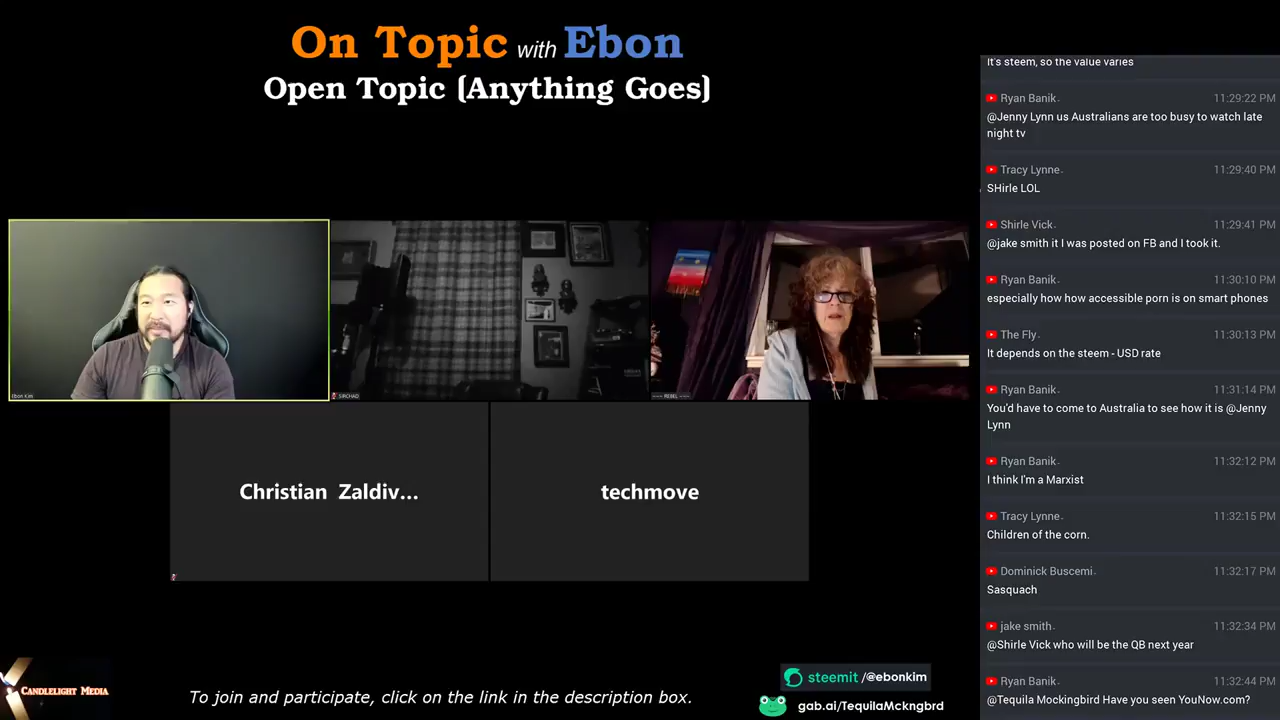 On Topic with Ebon
Open Topic (Anything Goes)
It's steem, so the value varies
Ryan Banik. 11:29:22 PM
@Jenny Lynn us Australians are too busy to watch late
night tv
Tracy Lynne. 11:29:40 PM
SHirle LOL
Shirle Vick. 11:29:41 PM
@jake smith it I was posted on FB and I took it.
Ryan Banik. 11:30:10 PM
especially how how accessible porn is on smart phones
The Fly. 11:30:13 PM
It depends on the steem - USD rate
Ryan Banik. 11:31:14 PM
You'd have to come to Australia to see how it is @Jenny
Lynn
Ryan Banik. 11:32:12 PM
I think I'm a Marxist
Tracy Lynne. 11:32:15 PM
Children of the corn.
Dominick Buscemi. 11:32:17 PM
Sasquach
jake smith. 11:32:34 PM
@Shirle Vick who will be the QB next year
Ryan Banik. 11:32:44 PM
@Tequila Mockingbird Have you seen YouNow.com?
Ebon Kim
SIRCHAD
REBEL
Christian Zaldiv...
techmove
CANDLELIGHT MEDIA
To join and participate, click on the link in the description box.
steemit /@ebonkim
gab.ai/TequilaMckngbrd